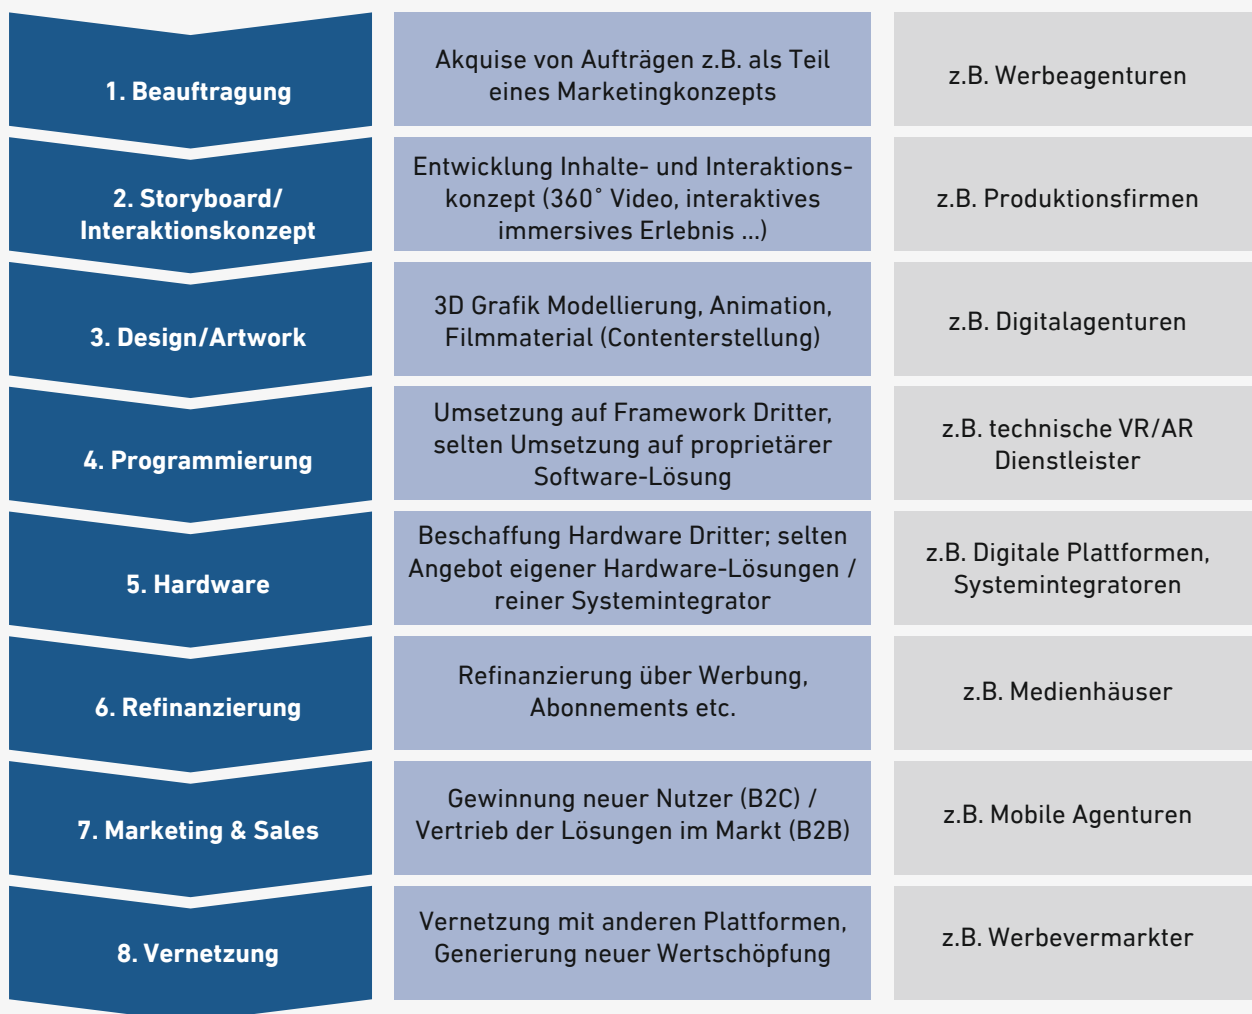 1. Beauftragung
Akquise von Aufträgen z.B. als Teil
eines Marketingkonzepts
z.B. Werbeagenturen
2. Storyboard/
Interaktionskonzept
Entwicklung Inhalte- und Interaktions-
konzept (360° Video, interaktives
immersives Erlebnis ...)
z.B. Produktionsfirmen
3. Design/Artwork
3D Grafik Modellierung, Animation,
Filmmaterial (Contenterstellung)
z.B. Digitalagenturen
4. Programmierung
Umsetzung auf Framework Dritter,
selten Umsetzung auf proprietärer
Software-Lösung
z.B. technische VR/AR
Dienstleister
5. Hardware
Beschaffung Hardware Dritter; selten
Angebot eigener Hardware-Lösungen /
reiner Systemintegrator
z.B. Digitale Plattformen,
Systemintegratoren
6. Refinanzierung
Refinanzierung über Werbung,
Abonnements etc.
z.B. Medienhäuser
7. Marketing & Sales
Gewinnung neuer Nutzer (B2C) /
Vertrieb der Lösungen im Markt (B2B)
z.B. Mobile Agenturen
8. Vernetzung
Vernetzung mit anderen Plattformen,
Generierung neuer Wertschöpfung
z.B. Werbevermarkter